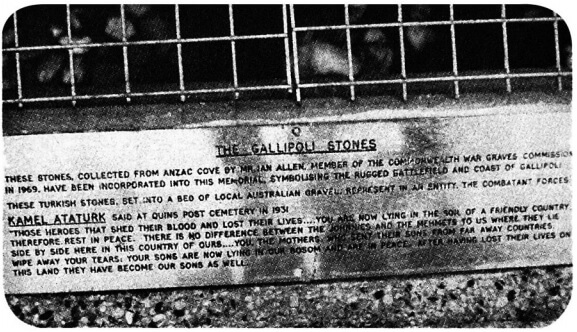 THE GALLIPOLI STONES
THESE STONES, COLLECTED FROM ANZAC COVE BY MR. IAN ALLEN, MEMBER OF THE COMMONWEALTH WAR GRAVES COMMISSION
IN 1969, HAVE BEEN INCORPORATED INTO THIS MEMORIAL, SYMBOLISING THE RUGGED BATTLEFIELD AND COAST OF GALLIPOLI
THESE TURKISH STONES, SET INTO A BED OF LOCAL AUSTRALIAN GRAVEL, REPRESENT IN AN ENTITY, THE COMBATANT FORCES
KAMEL ATATURK SAID AT QUINS POST CEMETERY IN 1931
"THOSE HEROES THAT SHED THEIR BLOOD AND LOST THEIR LIVES....YOU ARE NOW LYING IN THE SOIL OF A FRIENDLY COUNTRY
THEREFORE REST IN PEACE. THERE IS NO DIFFERENCE BETWEEN THE JOHNNIES AND THE MEHMETS TO US WHERE THEY LIE
SIDE BY SIDE HERE IN THIS COUNTRY OF OURS....YOU, THE MOTHERS, WHO SENT THEIR SONS FROM FAR AWAY COUNTRIES
WIPE AWAY YOUR TEARS; YOUR SONS ARE NOW LYING IN OUR BOSOM AND ARE IN PEACE. AFTER HAVING LOST THEIR LIVES ON
THIS LAND THEY HAVE BECOME OUR SONS AS WELL."